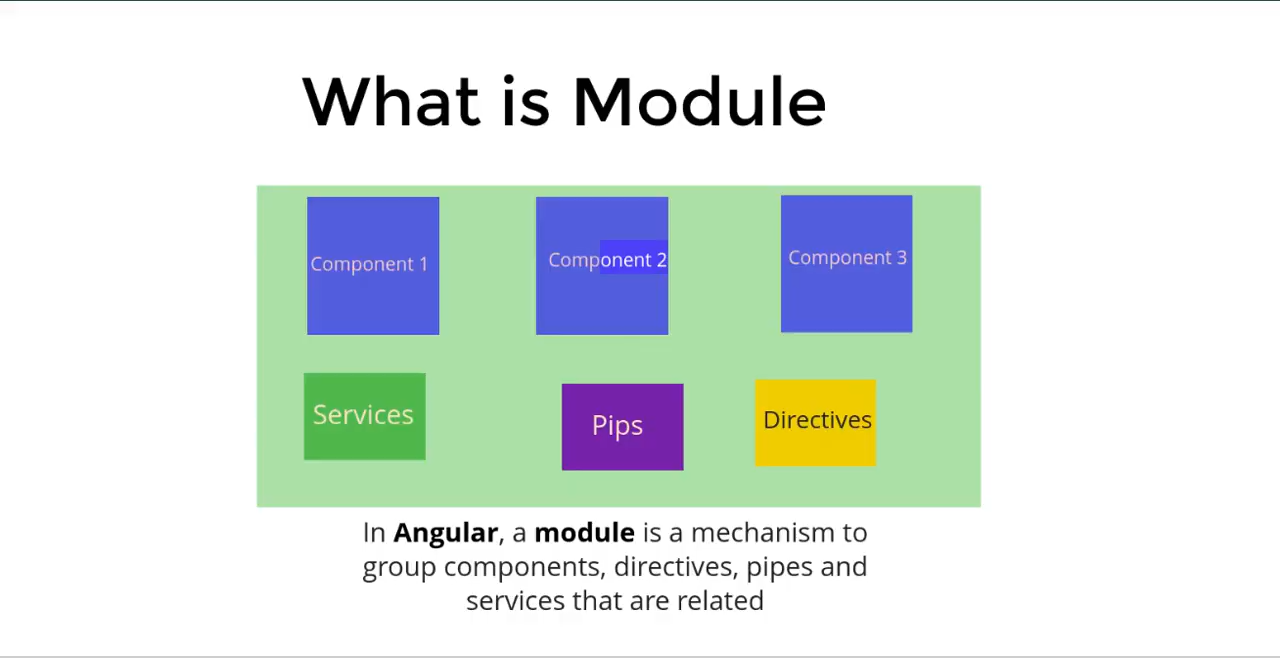 What is Module
Component 1
Component 2
Component 3
Services
Pips
Directives
In Angular, a module is a mechanism to
group components, directives, pipes and
services that are related